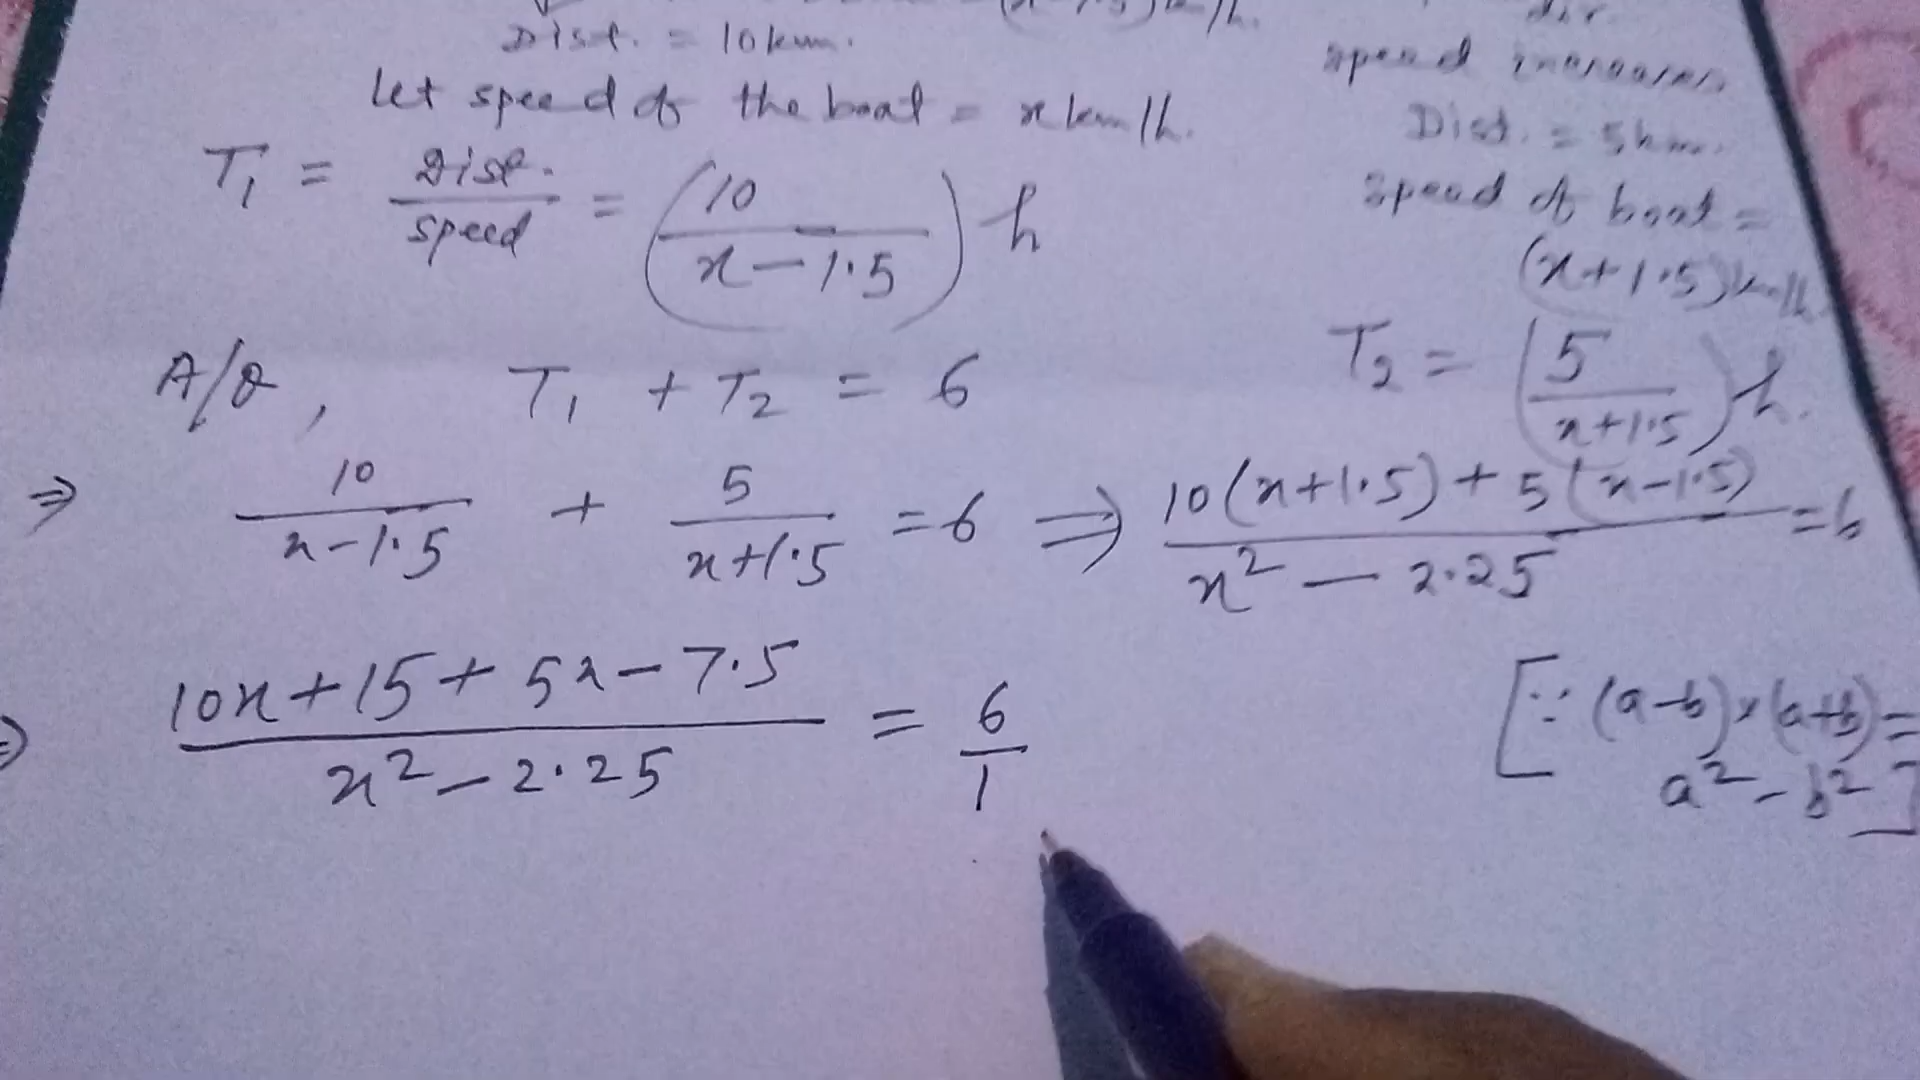 Dist. = 10 km.
Let speed of the boat = x km/h.
T₁ = Dist./speed = (10/(x - 1.5)) h
dir.
speed increases.
Dist. = 5 km.
speed of boat =
(x + 1.5) km/h
T₂ = (5/(x + 1.5)) h.
A/Q, T₁ + T₂ = 6
⇒ 10/(x - 1.5) + 5/(x + 1.5) = 6 ⇒ (10(x + 1.5) + 5(x - 1.5))/(x² - 2.25) = 6
⇒ (10x + 15 + 5x - 7.5)/(x² - 2.25) = 6/1
[∵ (a - b) × (a + b) =
a² - b²]